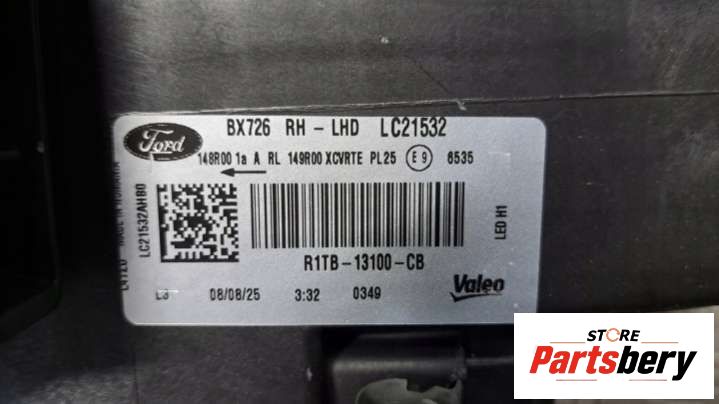 Ford
BX726 RH - LHD LC21532
148R00 1a A RL 149R00 XCVRTE PL25 E9 6535
LC21532AHB0
LED H1
R1TB-13100-CB
08/08/25 3:32 0349
Valeo
STORE
Partsbery